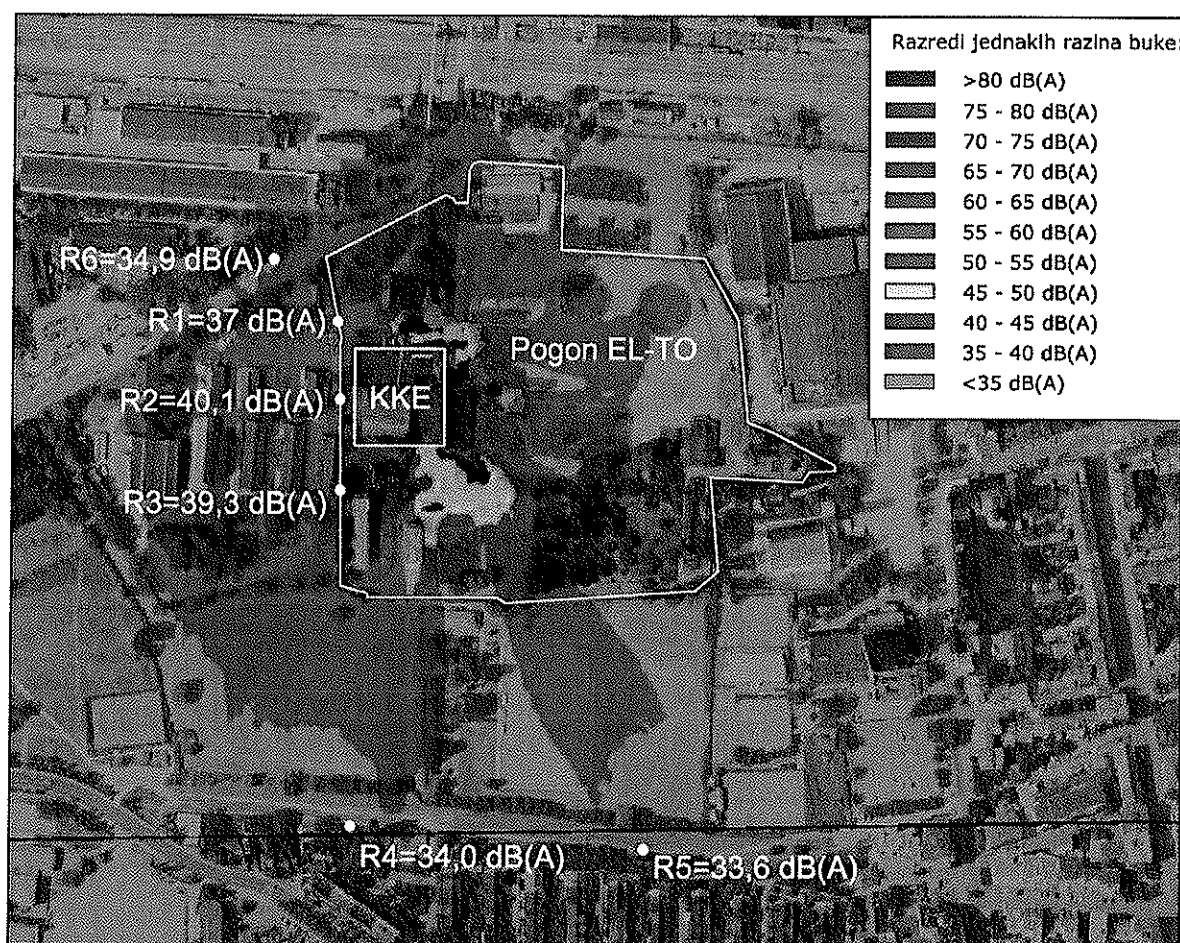 Razredi jednakih razina buke:
>80 dB(A)
75 - 80 dB(A)
70 - 75 dB(A)
65 - 70 dB(A)
60 - 65 dB(A)
55 - 60 dB(A)
50 - 55 dB(A)
45 - 50 dB(A)
40 - 45 dB(A)
35 - 40 dB(A)
<35 dB(A)
R6=34,9 dB(A)
R1=37 dB(A)
Pogon EL-TO
R2=40,1 dB(A)
KKE
R3=39,3 dB(A)
R4=34,0 dB(A)
R5=33,6 dB(A)